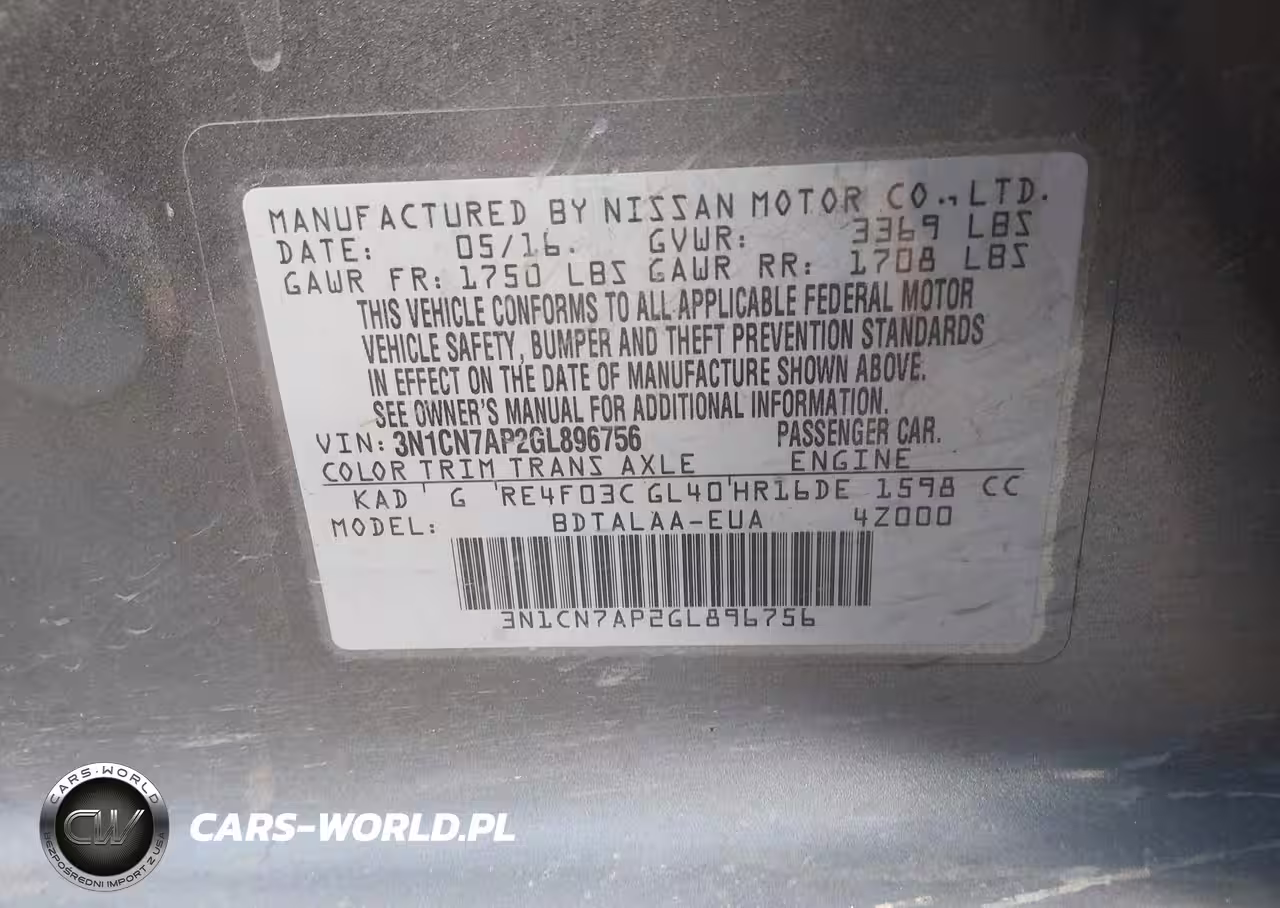 MANUFACTURED BY NISSAN MOTOR CO.,LTD.
DATE: 05/16. GVWR: 3369 LBS
GAWR FR: 1750 LBS GAWR RR: 1708 LBS
THIS VEHICLE CONFORMS TO ALL APPLICABLE FEDERAL MOTOR
VEHICLE SAFETY, BUMPER AND THEFT PREVENTION STANDARDS
IN EFFECT ON THE DATE OF MANUFACTURE SHOWN ABOVE.
SEE OWNER'S MANUAL FOR ADDITIONAL INFORMATION.
VIN: 3N1CN7AP2GL896756 PASSENGER CAR.
COLOR TRIM TRANS AXLE ENGINE
KAD G RE4F03C GL40 HR16DE 1598 CC
MODEL: BDTALAA-EUA 4Z000
3N1CN7AP2GL896756
CARS-WORLD
CW
BEZPOŚREDNI IMPORT Z USA
CARS-WORLD.PL